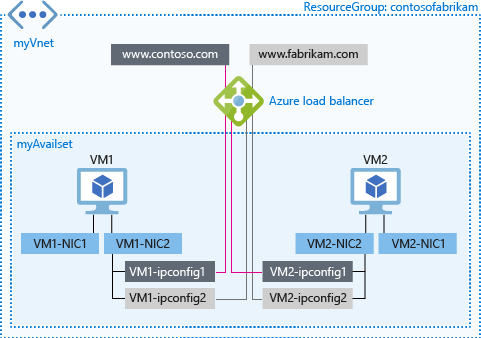 ResourceGroup: contosofabrikam
myVnet
www.contoso.com
www.fabrikam.com
Azure load balancer
myAvailset
VM1
VM2
VM1-NIC1
VM1-NIC2
VM2-NIC2
VM2-NIC1
VM1-ipconfig1
VM2-ipconfig1
VM1-ipconfig2
VM2-ipconfig2